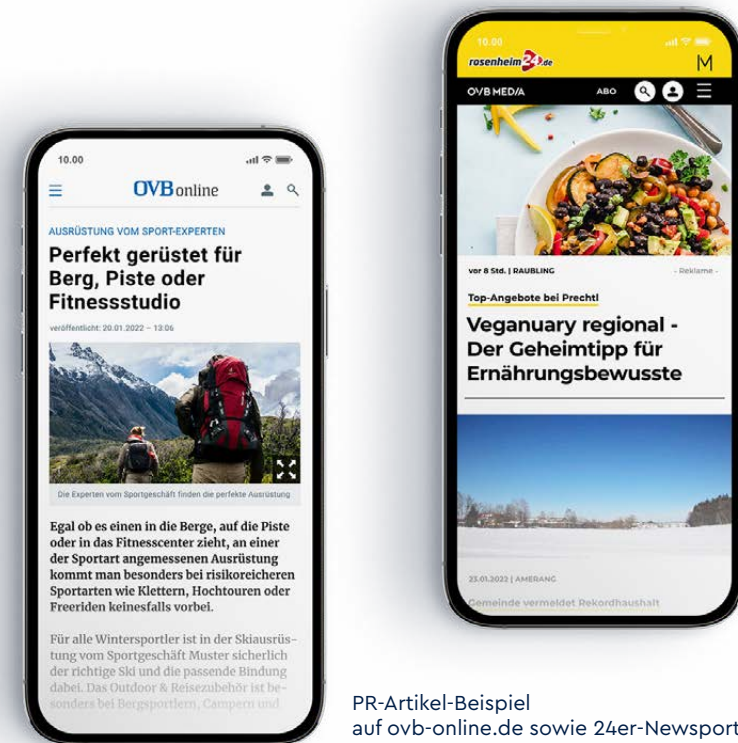 10.00
OVB online
AUSRÜSTUNG VOM SPORT-EXPERTEN
Perfekt gerüstet für
Berg, Piste oder
Fitnessstudio
veröffentlicht: 20.01.2022 – 13:06
Die Experten vom Sportgeschäft finden die perfekte Ausrüstung
Egal ob es einen in die Berge, auf die Piste
oder in das Fitnesscenter zieht, an einer
der Sportart angemessenen Ausrüstung
kommt man besonders bei risikoreicheren
Sportarten wie Klettern, Hochtouren oder
Freeriden keinesfalls vorbei.
Für alle Wintersportler ist in der Skiausrüs-
tung vom Sportgeschäft Muster sicherlich
der richtige Ski und die passende Bindung
dabei. Das Outdoor & Reisezubehör ist be-
sonders bei Bergsportlern, Campern und
10.00
rosenheim24.de
M
OVB MEDIA
ABO
vor 8 Std. | RAUBLING
- Reklame -
Top-Angebote bei Prechtl
Veganuary regional -
Der Geheimtipp für
Ernährungsbewusste
23.01.2022 | AMERANG
Gemeinde vermeldet Rekordhaushalt
PR-Artikel-Beispiel
auf ovb-online.de sowie 24er-Newsport